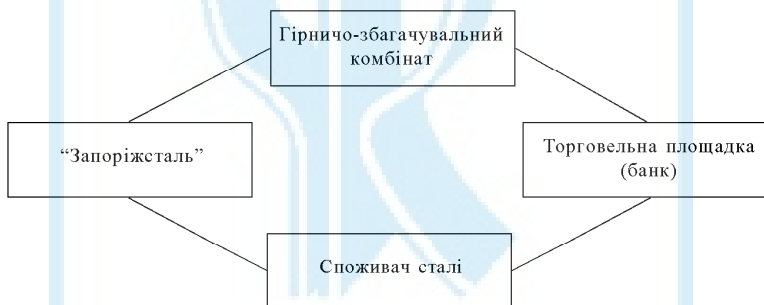 Гірничо-збагачувальний
комбінат
“Запоріжсталь”
Торговельна площадка
(банк)
Споживач сталі